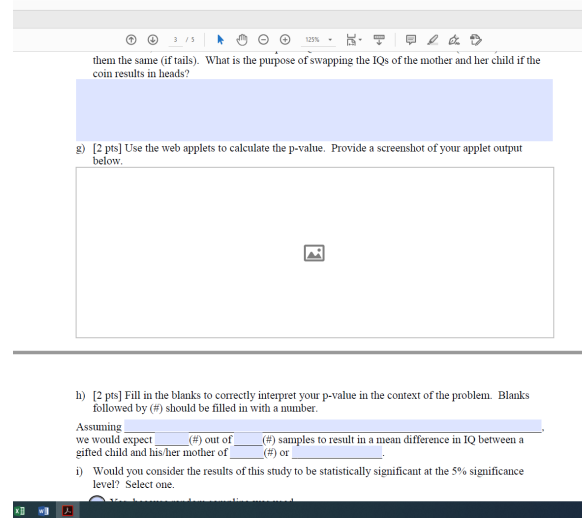 3 / 5
125%
them the same (if tails). What is the purpose of swapping the IQs of the mother and her child if the
coin results in heads?
g) [2 pts] Use the web applets to calculate the p-value. Provide a screenshot of your applet output
below.
h) [2 pts] Fill in the blanks to correctly interpret your p-value in the context of the problem. Blanks
followed by (#) should be filled in with a number.
Assuming ,
we would expect (#) out of (#) samples to result in a mean difference in IQ between a
gifted child and his/her mother of (#) or .
i) Would you consider the results of this study to be statistically significant at the 5% significance
level? Select one.